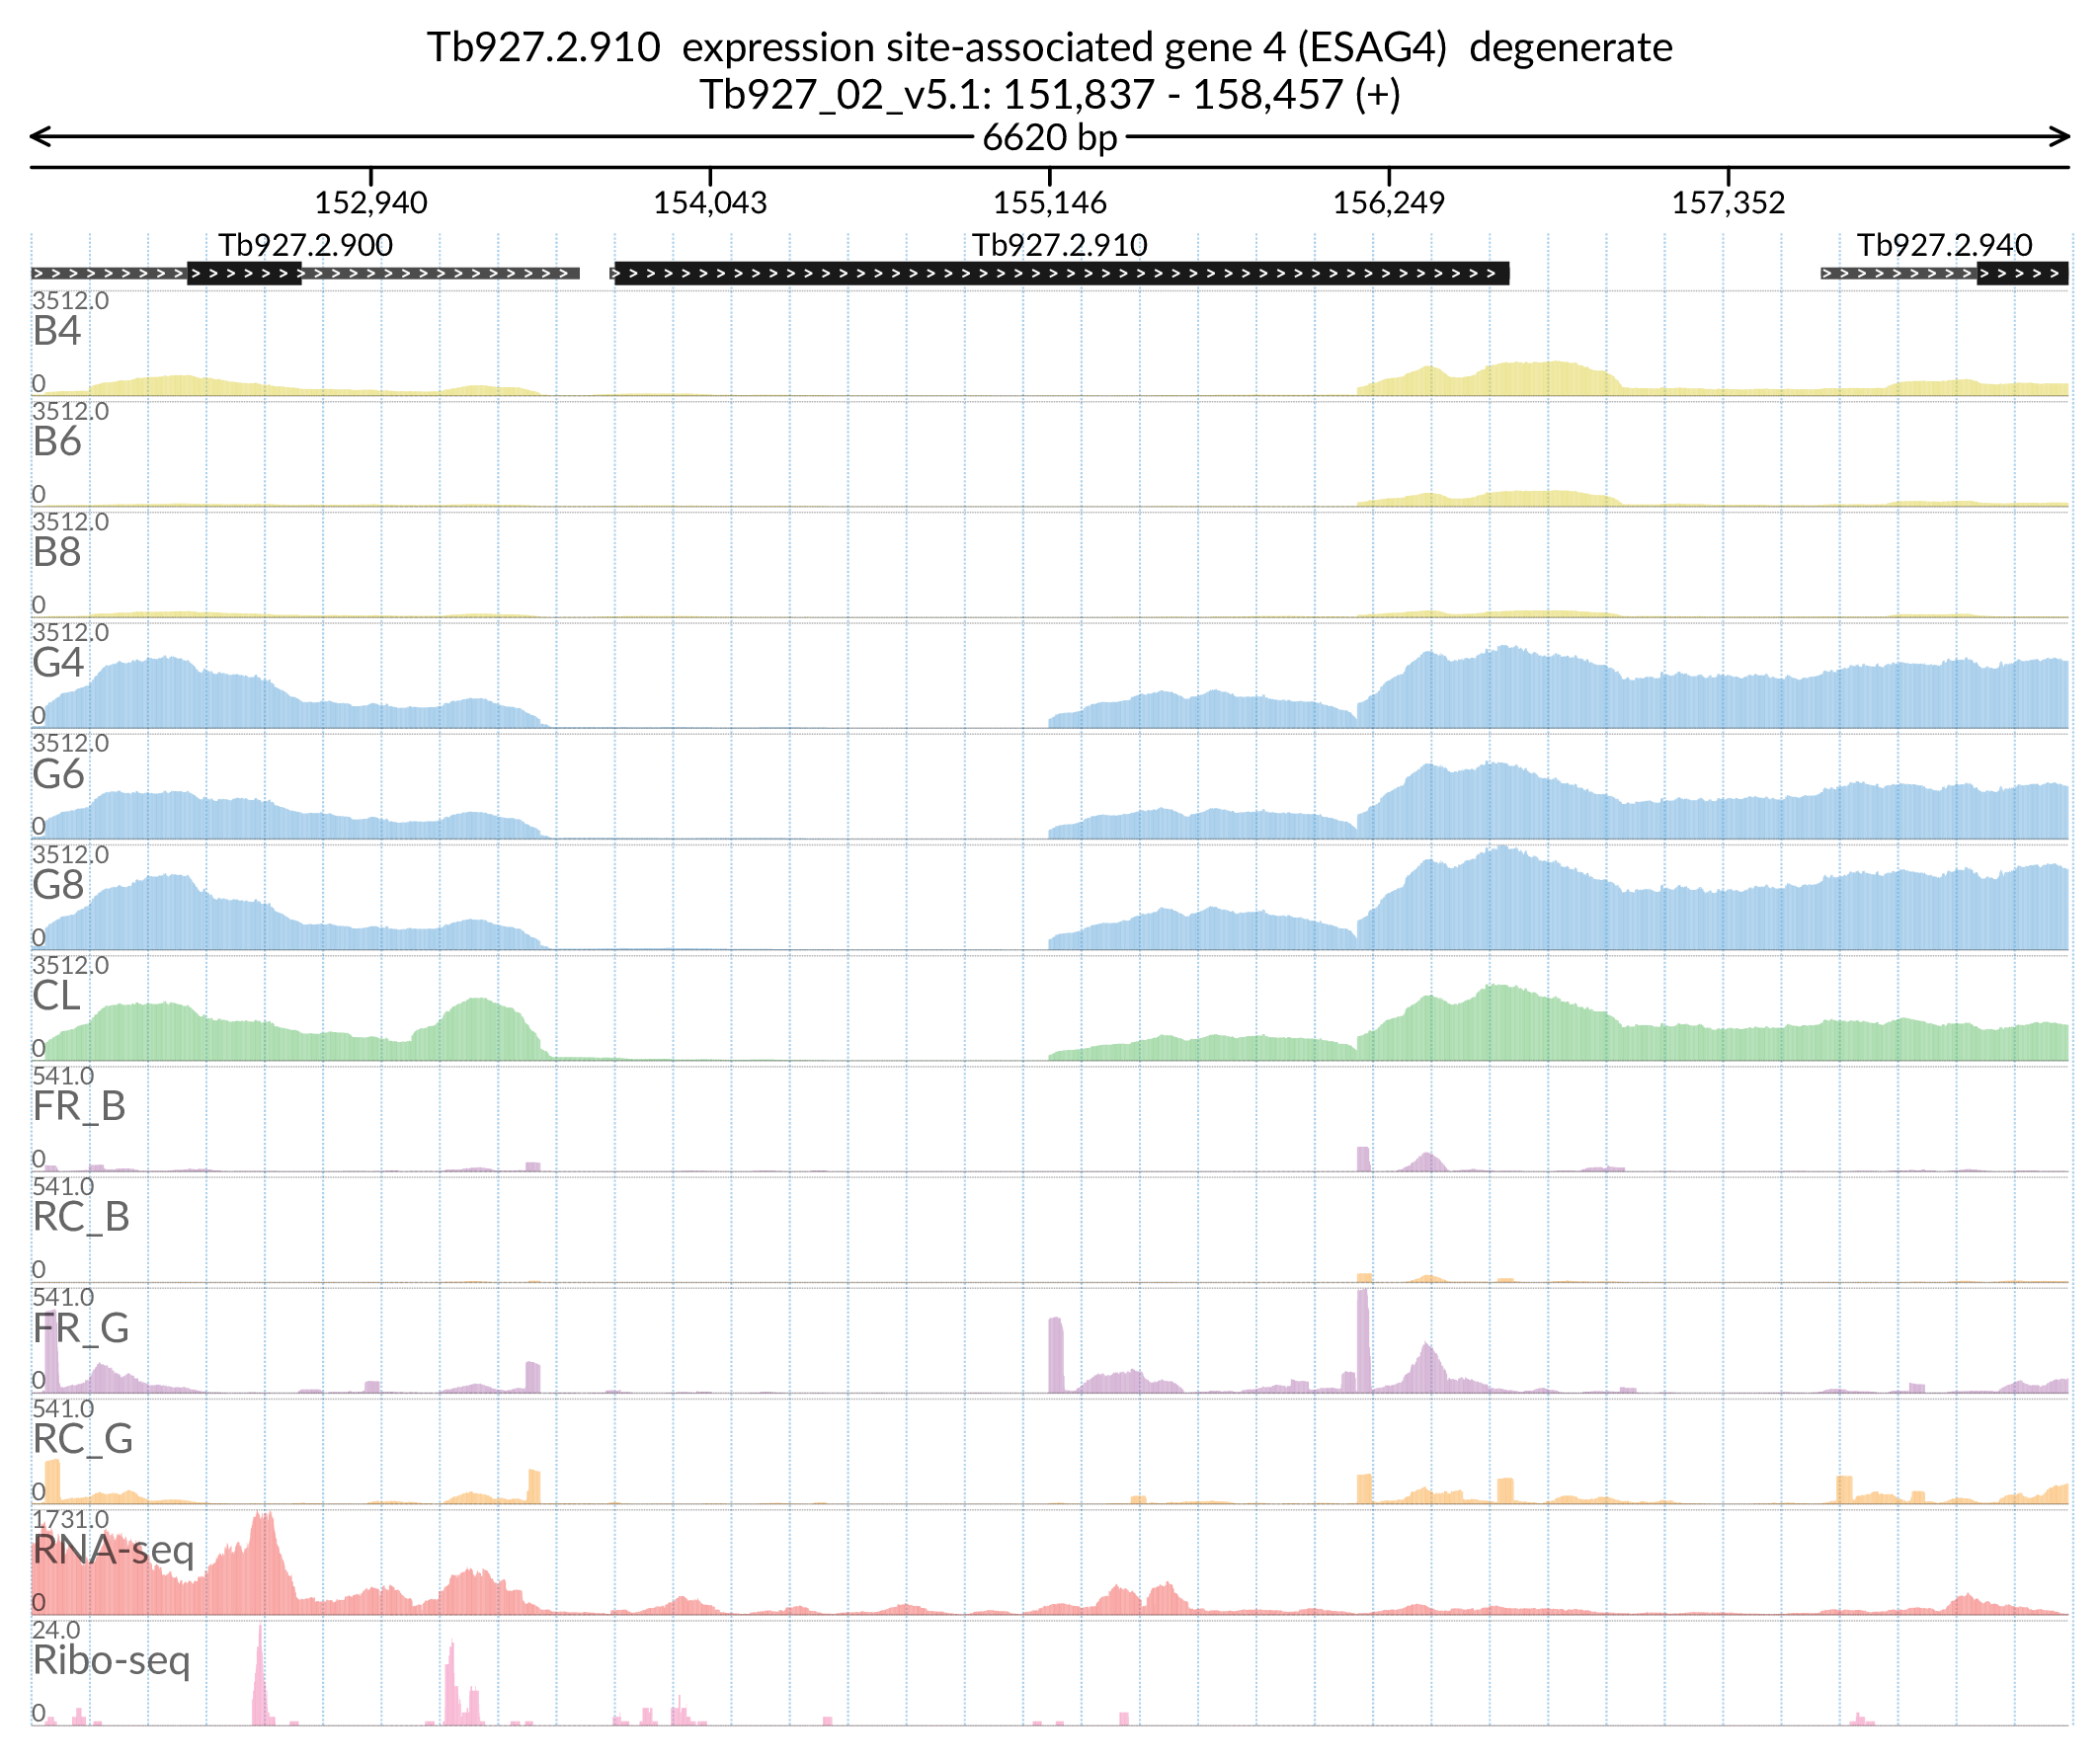 Tb927.2.910  expression site-associated gene 4 (ESAG4)  degenerate
Tb927_02_v5.1: 151,837 - 158,457 (+)
6620 bp
152,940 154,043 155,146 156,249 157,352
Tb927.2.900 Tb927.2.910 Tb927.2.940
3512.0
B4
0
3512.0
B6
0
3512.0
B8
0
3512.0
G4
0
3512.0
G6
0
3512.0
G8
0
3512.0
CL
0
541.0
FR_B
0
541.0
RC_B
0
541.0
FR_G
0
541.0
RC_G
0
1731.0
RNA-seq
0
24.0
Ribo-seq
0